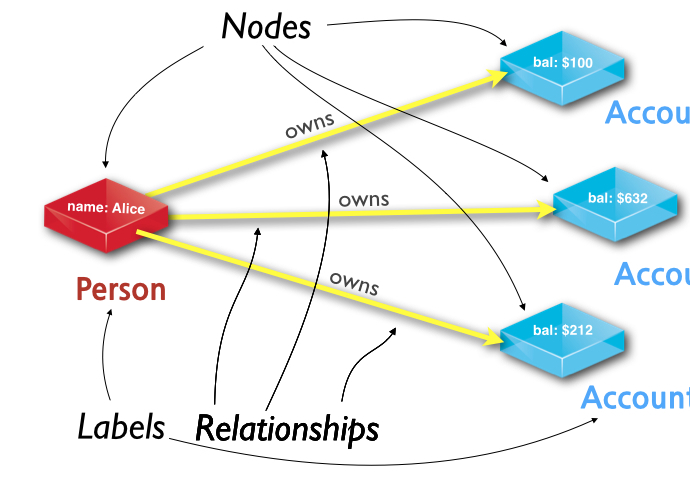 Nodes
bal: $100
Accou
owns
name: Alice
owns
bal: $632
Person
owns
Accou
bal: $212
Account
Labels
Relationships